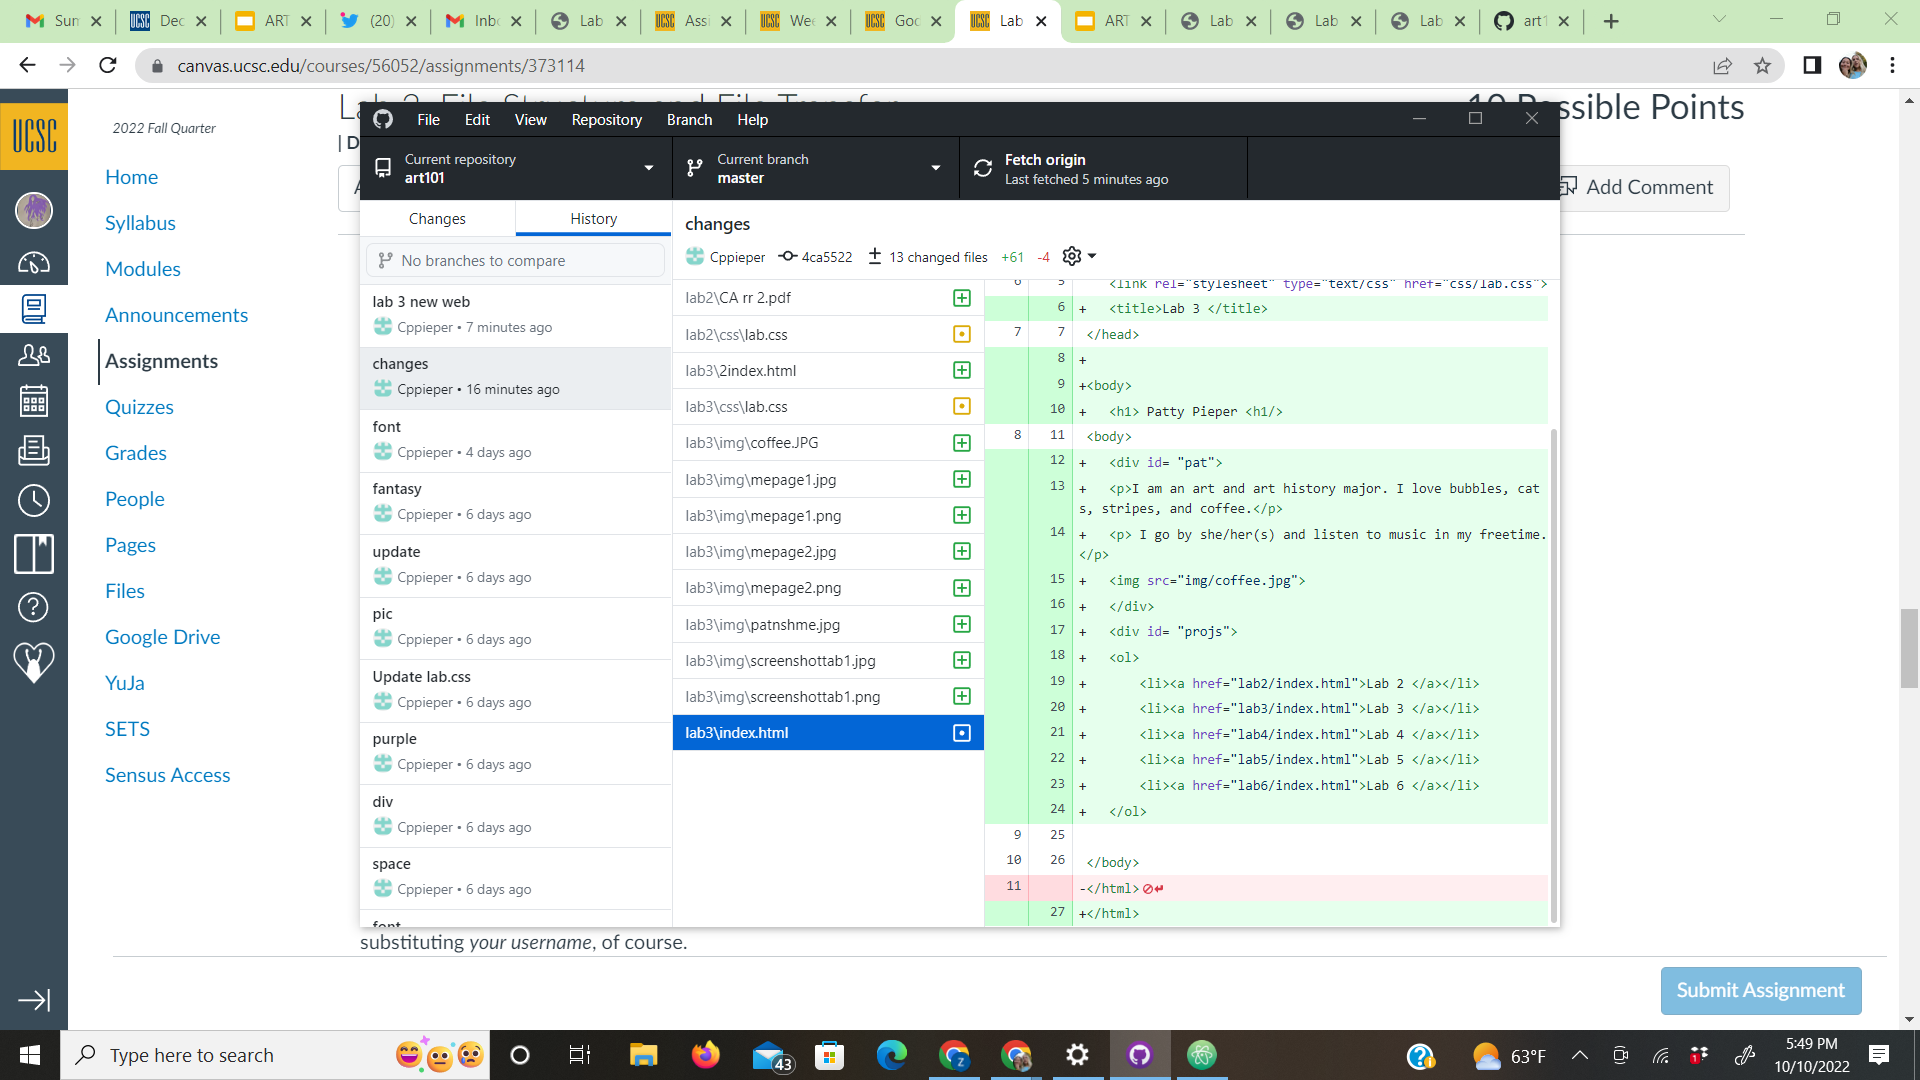 Sun
Dec
ART
(20)
Inb
Lab
Assi
Wee
Goo
Lab
ART
Lab
Lab
Lab
art1
canvas.ucsc.edu/courses/56052/assignments/373114
UCSC
2022 Fall Quarter
Home
Syllabus
Modules
Announcements
Assignments
Quizzes
Grades
People
Pages
Files
Google Drive
YuJa
SETS
Sensus Access
Lab 3: File Structure and File Transfer
10 Possible Points
Add Comment
File Edit View Repository Branch Help
Current repository
art101
Current branch
master
Fetch origin
Last fetched 5 minutes ago
Changes
History
No branches to compare
lab 3 new web
Cppieper • 7 minutes ago
changes
Cppieper • 16 minutes ago
font
Cppieper • 4 days ago
fantasy
Cppieper • 6 days ago
update
Cppieper • 6 days ago
pic
Cppieper • 6 days ago
Update lab.css
Cppieper • 6 days ago
purple
Cppieper • 6 days ago
div
Cppieper • 6 days ago
space
Cppieper • 6 days ago
font
changes
Cppieper 4ca5522 13 changed files +61 -4
lab2\CA rr 2.pdf
lab2\css\lab.css
lab3\2index.html
lab3\css\lab.css
lab3\img\coffee.JPG
lab3\img\mepage1.jpg
lab3\img\mepage1.png
lab3\img\mepage2.jpg
lab3\img\mepage2.png
lab3\img\patnshme.jpg
lab3\img\screenshottab1.jpg
lab3\img\screenshottab1.png
lab3\index.html
6 5 <link rel="stylesheet" type="text/css" href="css/lab.css">
6 + <title>Lab 3 </title>
7 7 </head>
8 +
9 +<body>
10 + <h1> Patty Pieper <h1/>
8 11 <body>
12 + <div id= "pat">
13 + <p>I am an art and art history major. I love bubbles, cat
s, stripes, and coffee.</p>
14 + <p> I go by she/her(s) and listen to music in my freetime.
</p>
15 + <img src="img/coffee.jpg">
16 + </div>
17 + <div id= "projs">
18 + <ol>
19 + <li><a href="lab2/index.html">Lab 2 </a></li>
20 + <li><a href="lab3/index.html">Lab 3 </a></li>
21 + <li><a href="lab4/index.html">Lab 4 </a></li>
22 + <li><a href="lab5/index.html">Lab 5 </a></li>
23 + <li><a href="lab6/index.html">Lab 6 </a></li>
24 + </ol>
9 25
10 26 </body>
11 -</html>
27 +</html>
substituting your username, of course.
Submit Assignment
Type here to search
43
63°F
1
5:49 PM
10/10/2022